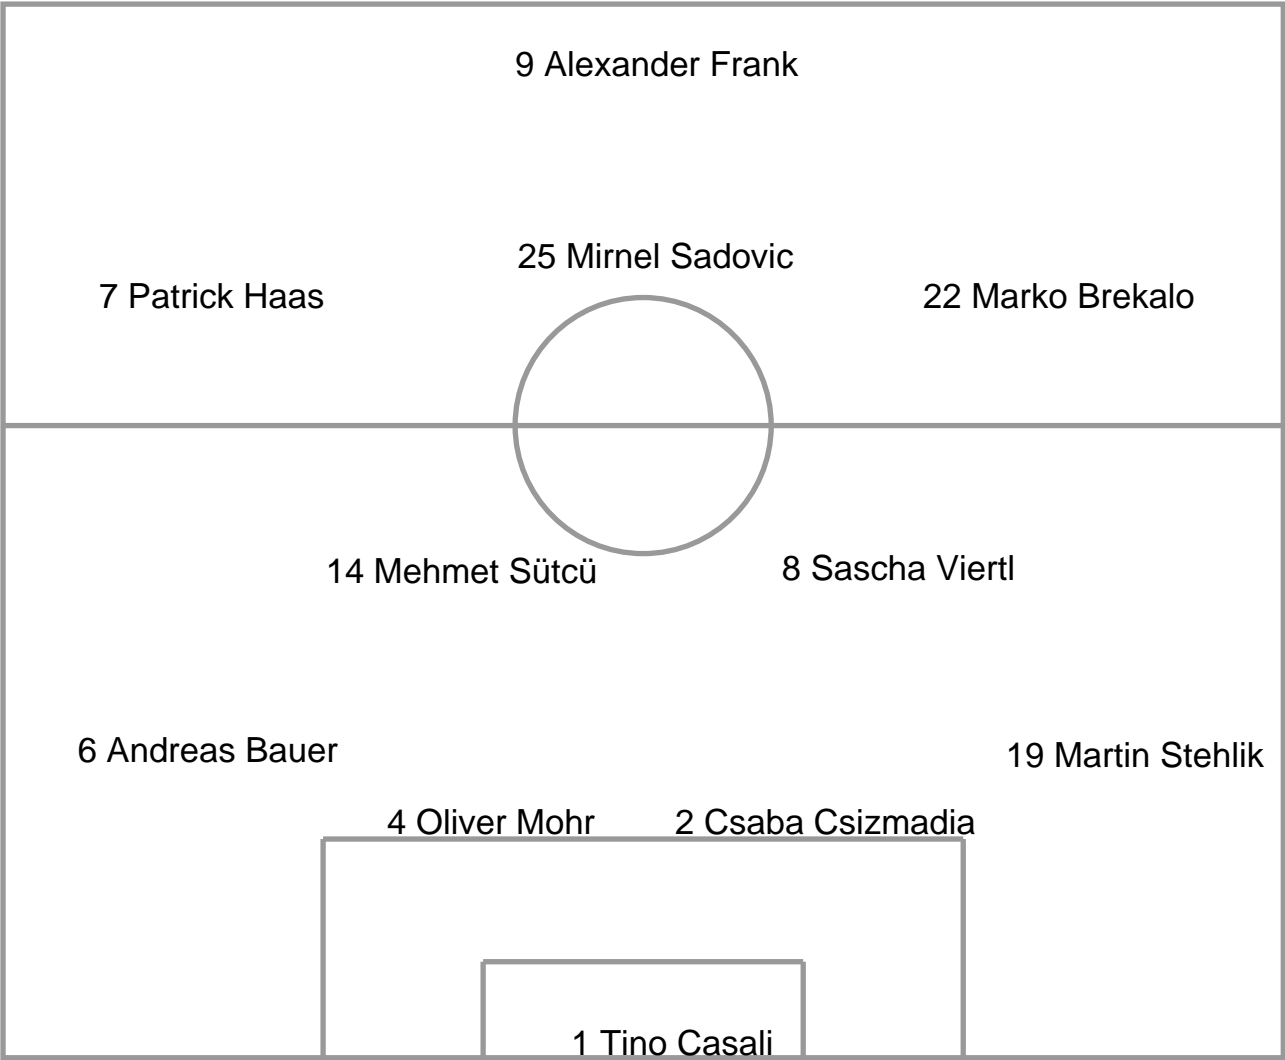 9 Alexander Frank
25 Mirnel Sadovic
7 Patrick Haas
22 Marko Brekalo
14 Mehmet Sütcü
8 Sascha Viertl
6 Andreas Bauer
19 Martin Stehlik
4 Oliver Mohr
2 Csaba Csizmadia
1 Tino Casali